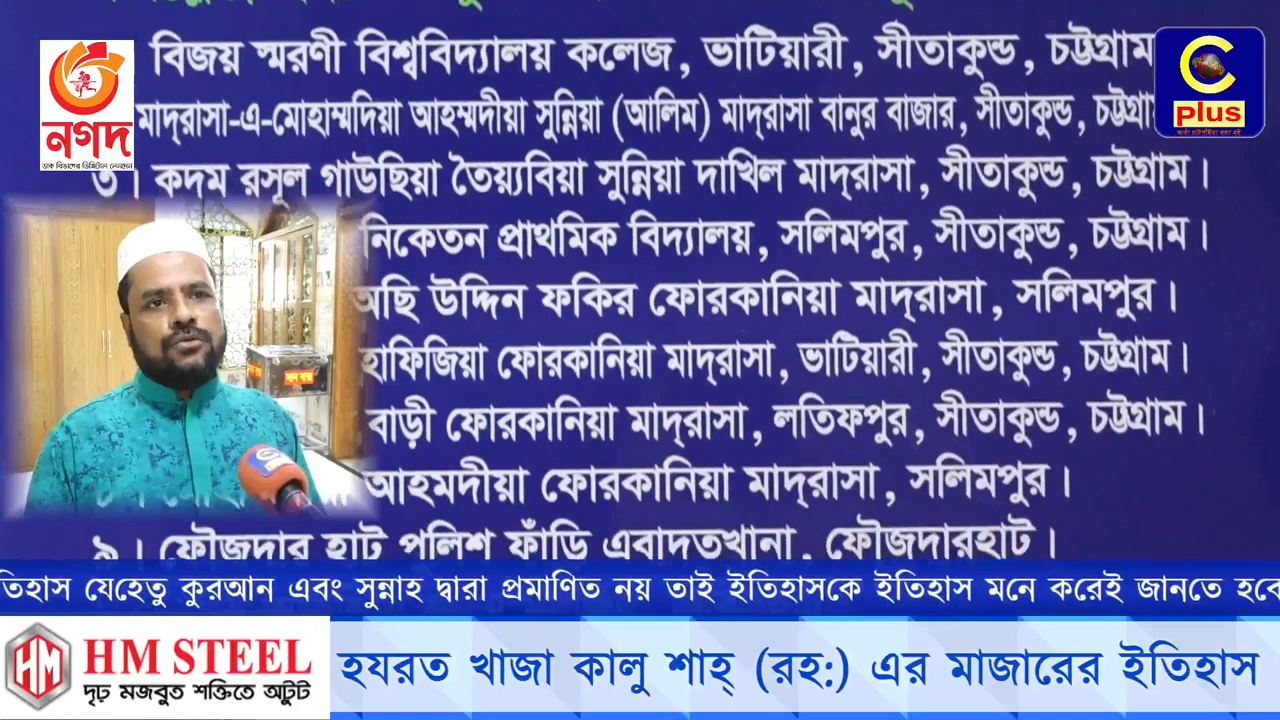 বিজয় স্মরণী বিশ্ববিদ্যালয় কলেজ, ভাটিয়ারী, সীতাকুন্ড, চট্টগ্রাম
মাদ্‌রাসা-এ-মোহাম্মদিয়া আহম্মদীয়া সুন্নিয়া (আলিম) মাদ্‌রাসা বানুর বাজার, সীতাকুন্ড,
৩। কদম রসূল গাউছিয়া তৈয়্যবিয়া সুন্নিয়া দাখিল মাদ্‌রাসা, সীতাকুন্ড, চট্টগ্রাম।
নিকেতন প্রাথমিক বিদ্যালয়, সলিমপুর, সীতাকুন্ড, চট্টগ্রাম।
অছি উদ্দিন ফকির ফোরকানিয়া মাদ্‌রাসা, সলিমপুর।
হাফিজিয়া ফোরকানিয়া মাদ্‌রাসা, ভাটিয়ারী, সীতাকুন্ড, চট্টগ্রাম।
বাড়ী ফোরকানিয়া মাদ্‌রাসা, লতিফপুর, সীতাকুন্ড, চট্টগ্রাম।
আহমদীয়া ফোরকানিয়া মাদ্‌রাসা, সলিমপুর।
৯। ফৌজদার হাট পুলিশ ফাঁড়ি এবাদতখানা, ফৌজদারহাট।
নগদ
ডাক বিভাগের ডিজিটাল লেনদেন
C
plus
দান বাক্স
তিহাস যেহেতু কুরআন এবং সুন্নাহ দ্বারা প্রমাণিত নয় তাই ইতিহাসকে ইতিহাস মনে করেই জানতে হবে
HM
HM STEEL
দৃঢ় মজবুত শক্তিতে অটুট
হযরত খাজা কালু শাহ্ (রহ:) এর মাজারের ইতিহাস